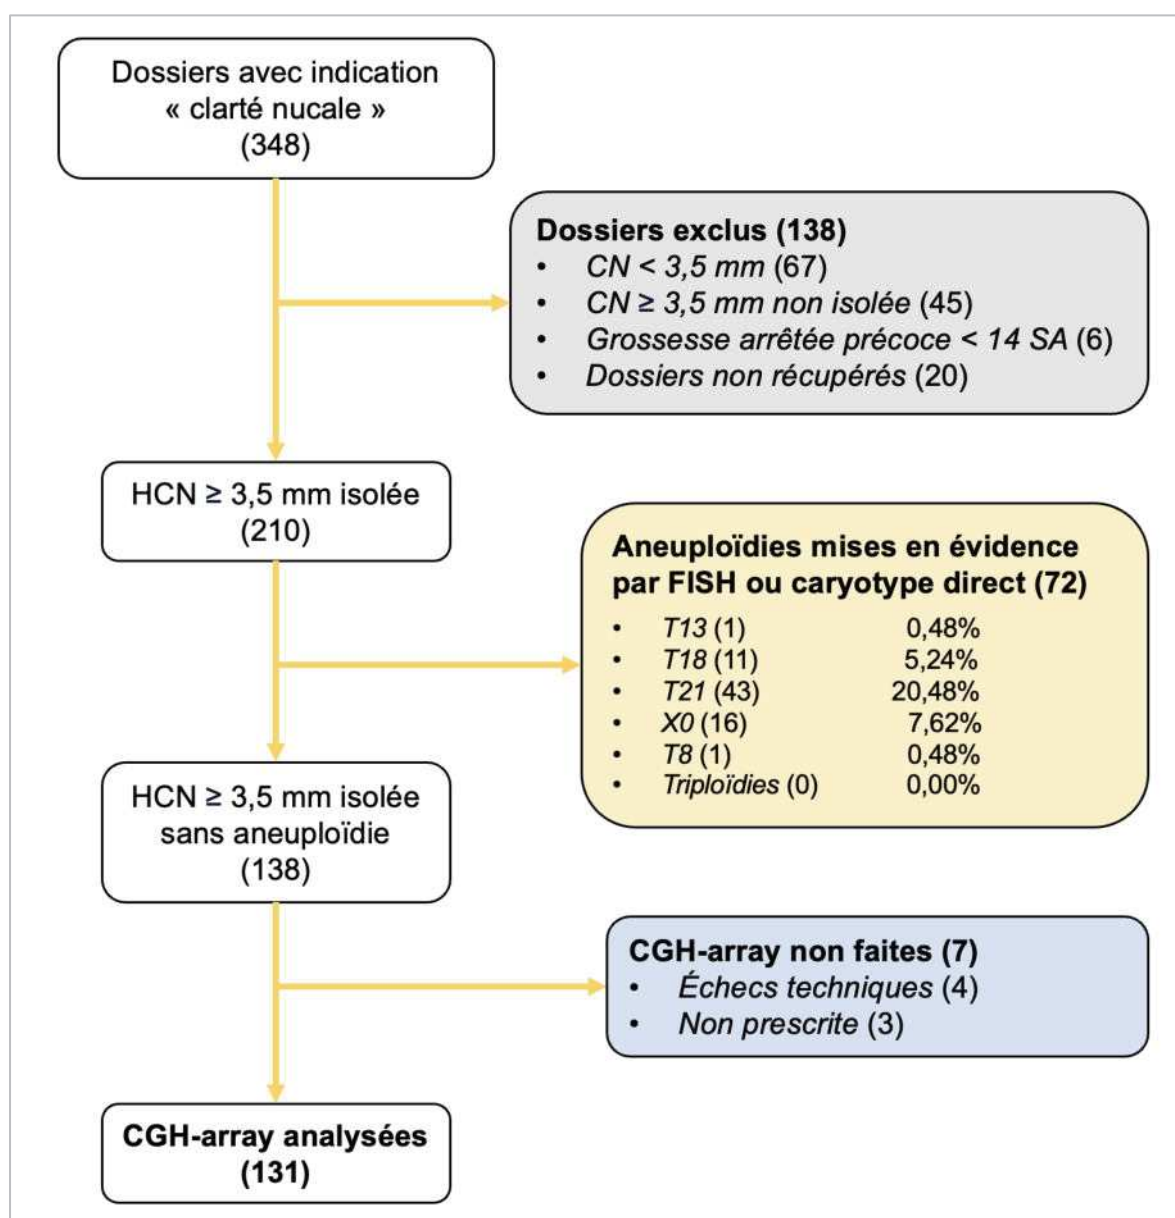 Dossiers avec indication
« clarté nucale »
(348)
Dossiers exclus (138)
• CN < 3,5 mm (67)
• CN ≥ 3,5 mm non isolée (45)
• Grossesse arrêtée précoce < 14 SA (6)
• Dossiers non récupérés (20)
HCN ≥ 3,5 mm isolée
(210)
Aneuploïdies mises en évidence
par FISH ou caryotype direct (72)
• T13 (1) 0,48%
• T18 (11) 5,24%
• T21 (43) 20,48%
• X0 (16) 7,62%
• T8 (1) 0,48%
• Triploïdies (0) 0,00%
HCN ≥ 3,5 mm isolée
sans aneuploïdie
(138)
CGH-array non faites (7)
• Échecs techniques (4)
• Non prescrite (3)
CGH-array analysées
(131)